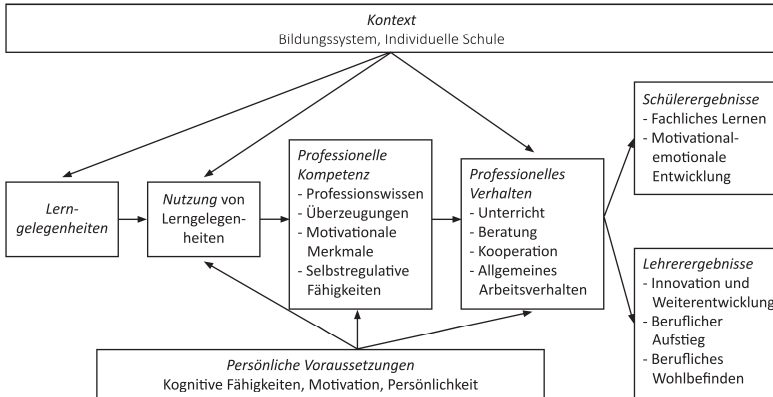 Kontext
Bildungssystem, Individuelle Schule
Lern-
gelegenheiten
Nutzung von
Lerngelegen-
heiten
Professionelle
Kompetenz
- Professionswissen
- Überzeugungen
- Motivationale
Merkmale
- Selbstregulative
Fähigkeiten
Professionelles
Verhalten
- Unterricht
- Beratung
- Kooperation
- Allgemeines
Arbeitsverhalten
Schülerergebnisse
- Fachliches Lernen
- Motivational-
emotionale
Entwicklung
Lehrerergebnisse
- Innovation und
Weiterentwicklung
- Beruflicher
Aufstieg
- Berufliches
Wohlbefinden
Persönliche Voraussetzungen
Kognitive Fähigkeiten, Motivation, Persönlichkeit